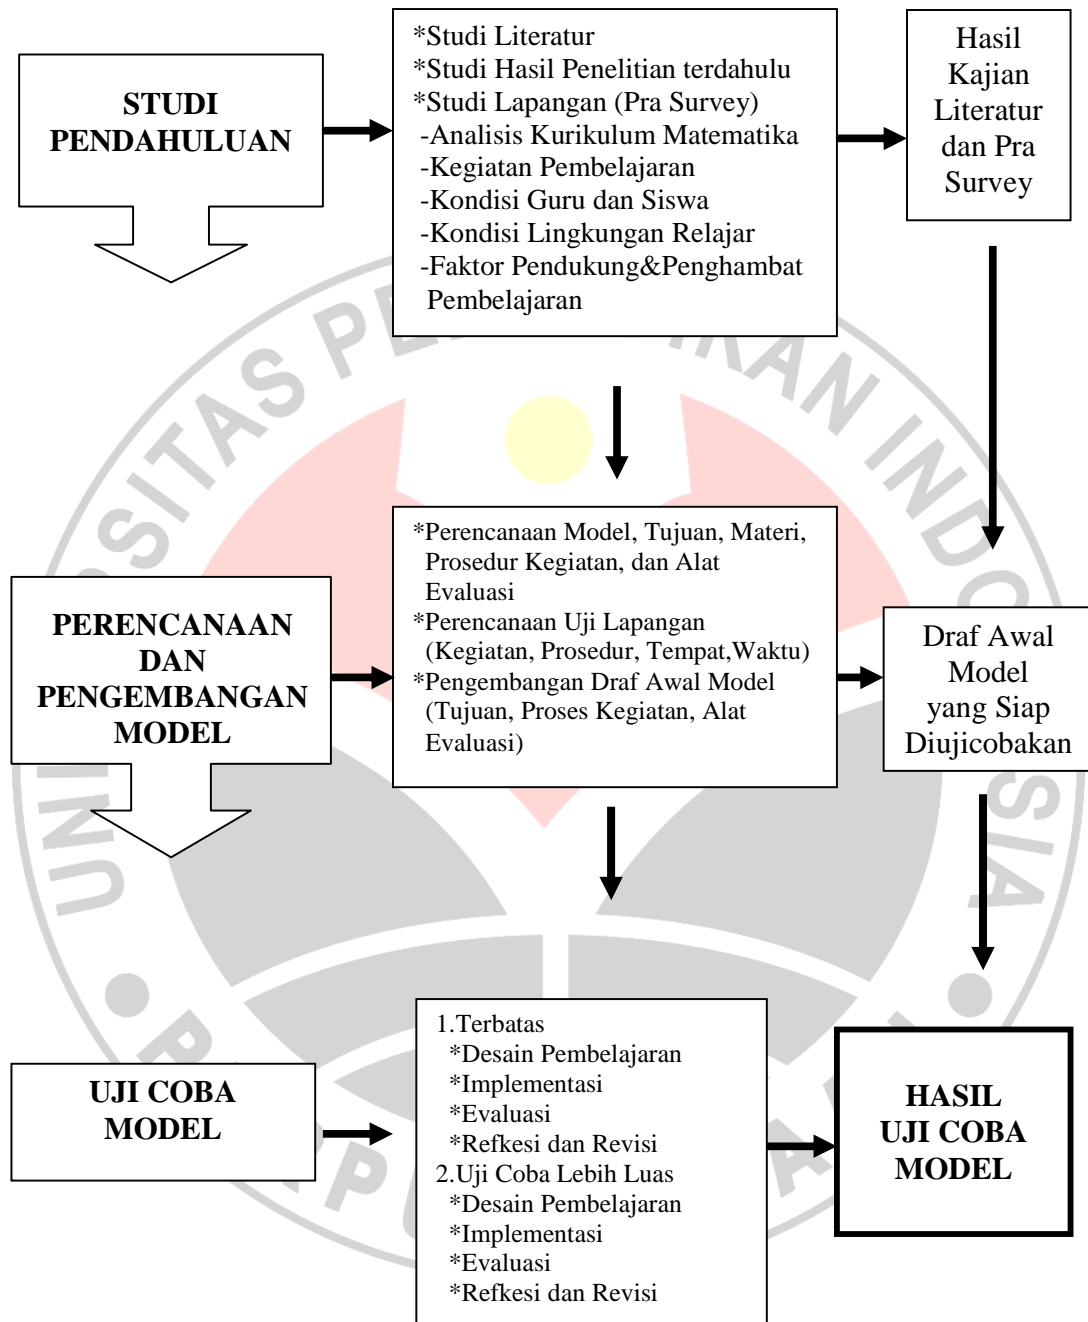 STUDI
PENDAHULUAN
*Studi Literatur
*Studi Hasil Penelitian terdahulu
*Studi Lapangan (Pra Survey)
-Analisis Kurikulum Matematika
-Kegiatan Pembelajaran
-Kondisi Guru dan Siswa
-Kondisi Lingkungan Relajar
-Faktor Pendukung&Penghambat
Pembelajaran
Hasil
Kajian
Literatur
dan Pra
Survey
PERENCANAAN
DAN
PENGEMBANGAN
MODEL
*Perencanaan Model, Tujuan, Materi,
Prosedur Kegiatan, dan Alat
Evaluasi
*Perencanaan Uji Lapangan
(Kegiatan, Prosedur, Tempat,Waktu)
*Pengembangan Draf Awal Model
(Tujuan, Proses Kegiatan, Alat
Evaluasi)
Draf Awal
Model
yang Siap
Diujicobakan
UJI COBA
MODEL
1.Terbatas
*Desain Pembelajaran
*Implementasi
*Evaluasi
*Refkesi dan Revisi
2.Uji Coba Lebih Luas
*Desain Pembelajaran
*Implementasi
*Evaluasi
*Refkesi dan Revisi
HASIL
UJI COBA
MODEL